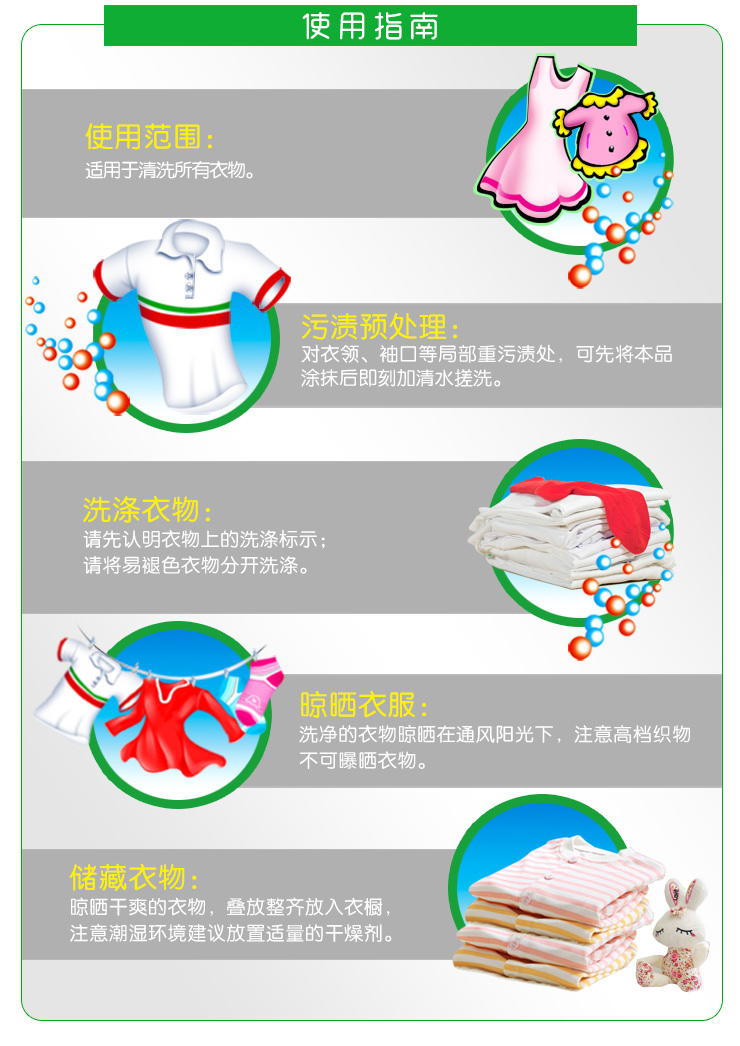 使用指南
使用范围：
适用于清洗所有衣物。
污渍预处理：
对衣领、袖口等局部重污渍处，可先将本品
涂抹后即刻加清水搓洗。
洗涤衣物：
请先认明衣物上的洗涤标示；
请将易褪色衣物分开洗涤。
晾晒衣服：
洗净的衣物晾晒在通风阳光下，注意高档织物
不可曝晒衣物。
储藏衣物：
晾晒干爽的衣物，叠放整齐放入衣橱，
注意潮湿环境建议放置适量的干燥剂。